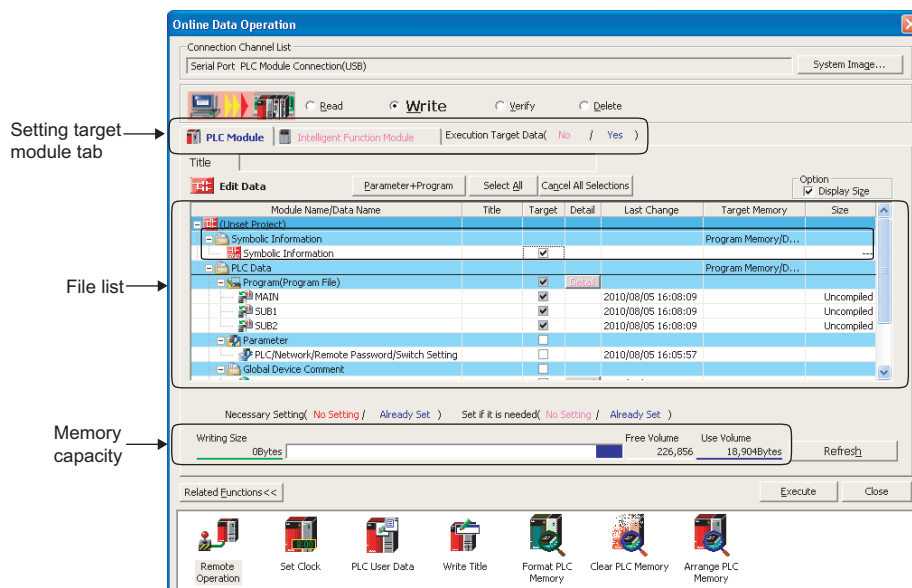 Online Data Operation
Connection Channel List
Serial Port PLC Module Connection(USB)
System Image...
Read
Write
Verify
Delete
Setting target
module tab
PLC Module
Intelligent Function Module
Execution Target Data( No / Yes )
Title
Edit Data
Parameter+Program
Select All
Cancel All Selections
Option
Display Size
Module Name/Data Name Title Target Detail Last Change Target Memory Size
(Unset Project)
Symbolic Information Program Memory/D...
Symbolic Information ---
PLC Data Program Memory/D...
File list
Program(Program File) Detail
MAIN 2010/08/05 16:08:09 Uncompiled
SUB1 2010/08/05 16:08:09 Uncompiled
SUB2 2010/08/05 16:08:09 Uncompiled
Parameter
PLC/Network/Remote Password/Switch Setting 2010/08/05 16:05:57
Global Device Comment
Necessary Setting( No Setting / Already Set ) Set if it is needed( No Setting / Already Set )
Memory
capacity
Writing Size Free Volume Use Volume
0Bytes 226,856 18,904Bytes
Refresh
Related Functions<<
Execute
Close
Remote
Operation
Set Clock
PLC User Data
Write Title
Format PLC
Memory
Clear PLC Memory
Arrange PLC
Memory